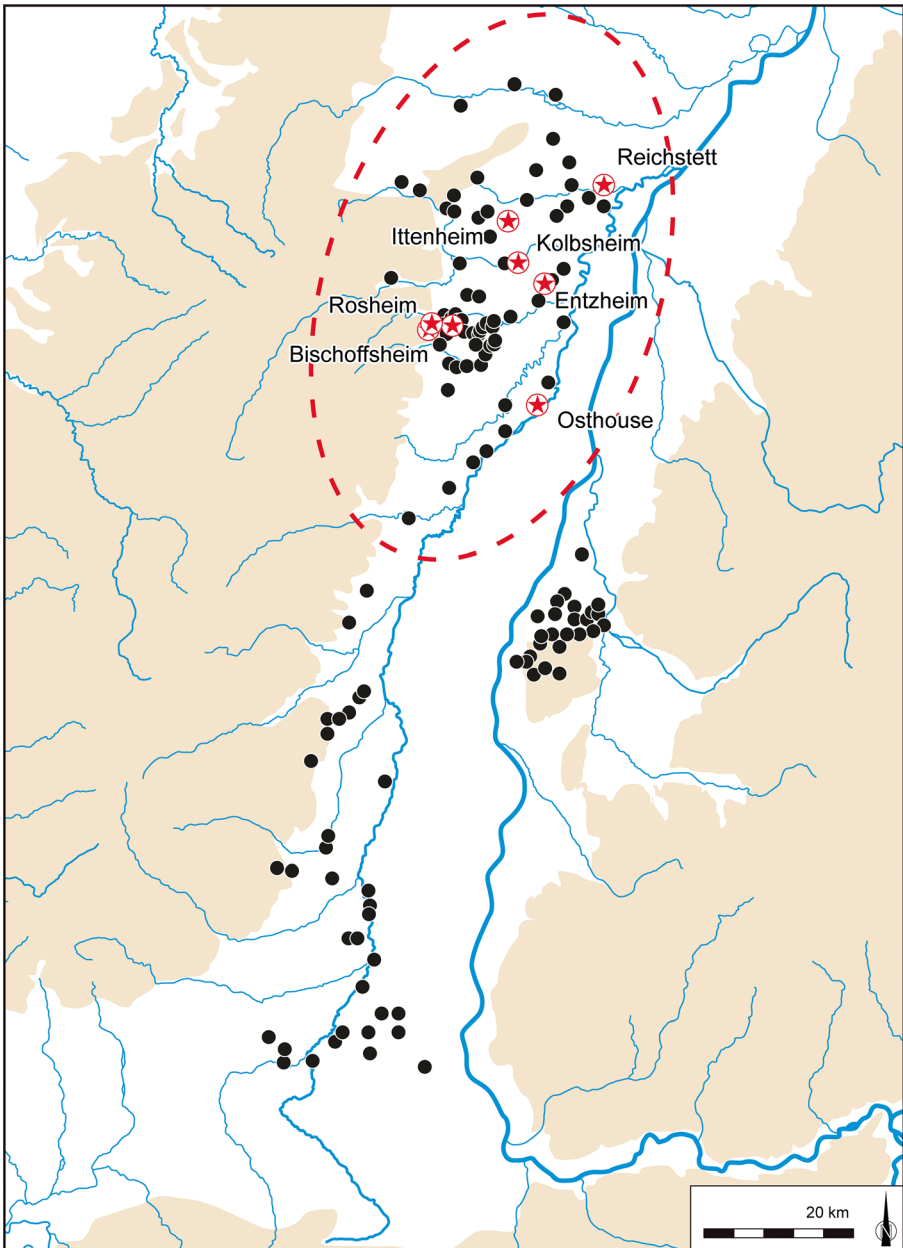 Reichstett
Ittenheim
Kolbsheim
Rosheim
Entzheim
Bischoffsheim
Osthouse
20 km
N